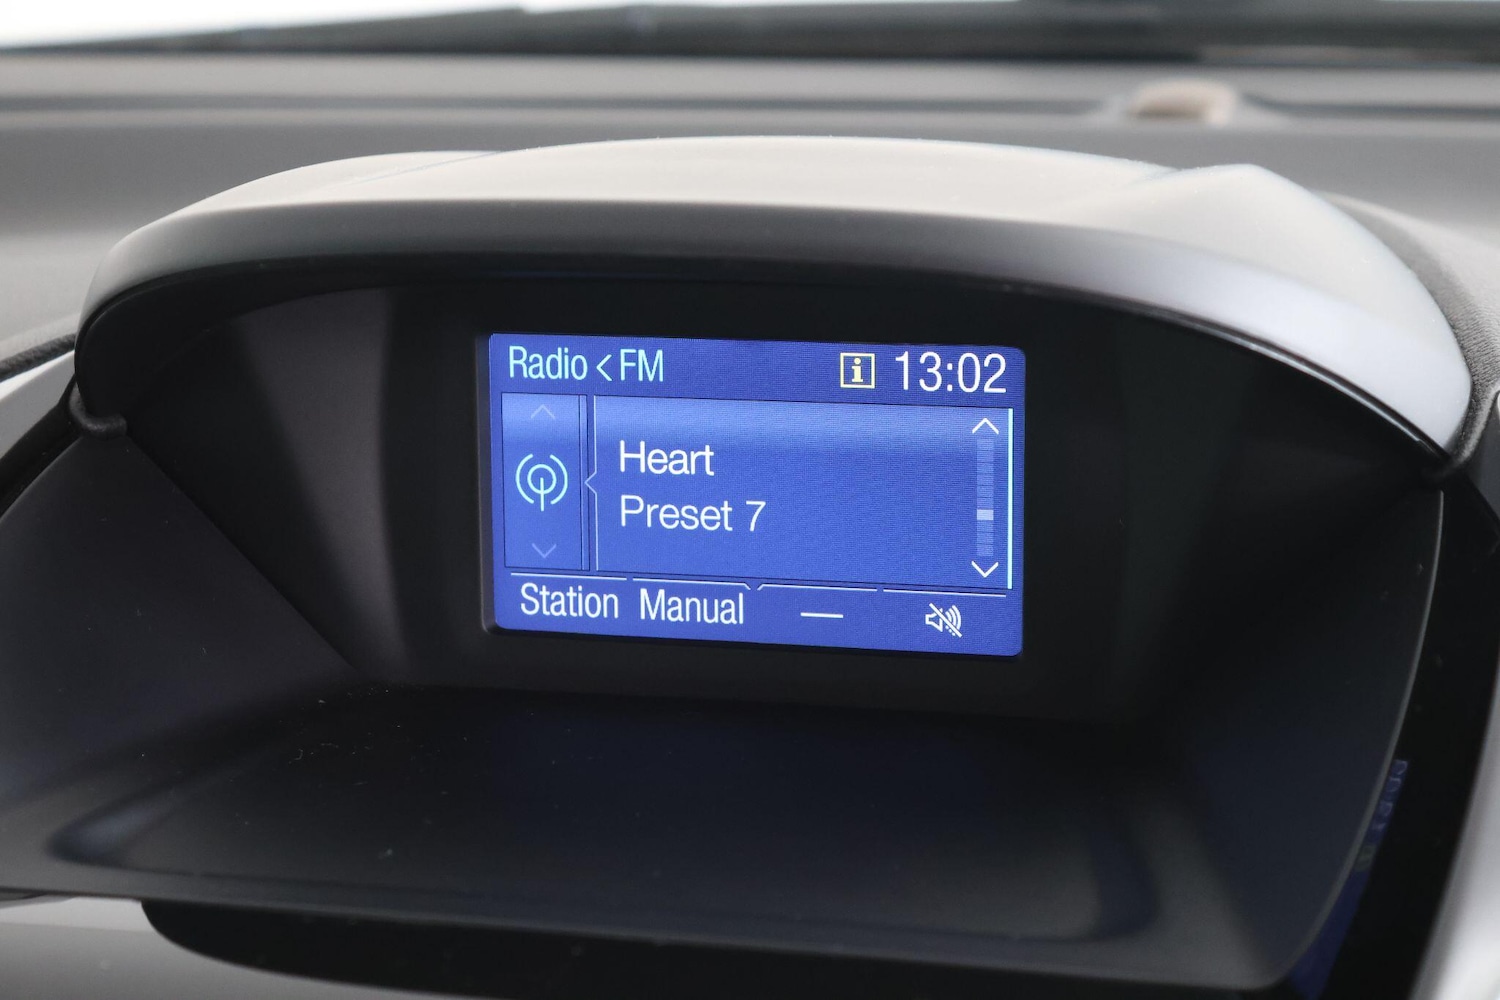 Radio < FM i 13:02
Heart
Preset 7
Station Manual —